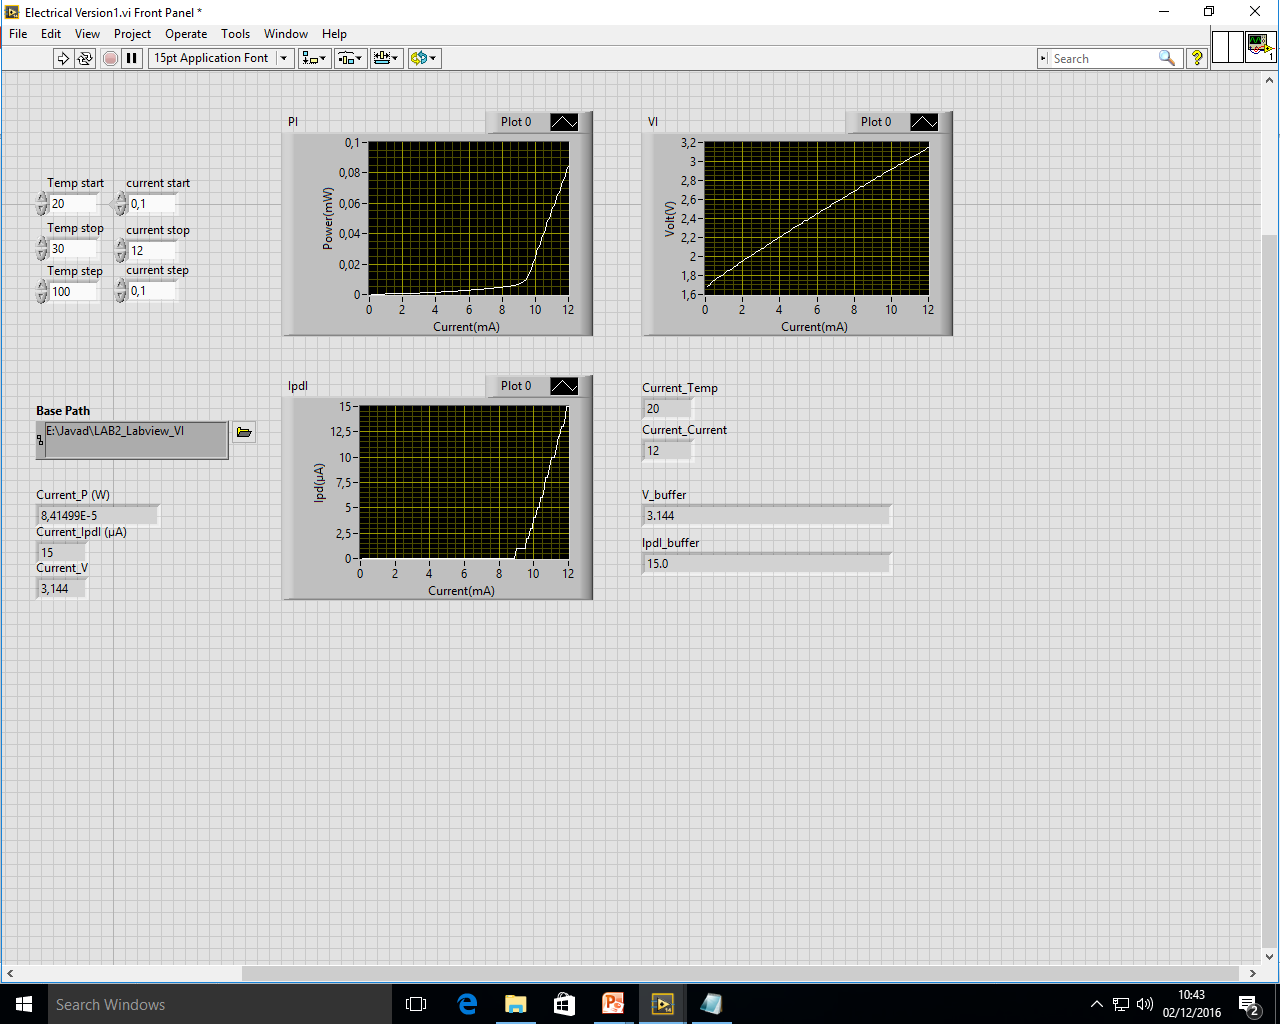 Electrical Version1.vi Front Panel *
File Edit View Project Operate Tools Window Help
15pt Application Font
Search
?
1
14
Temp start current start
20 0,1
Temp stop current stop
30 12
Temp step current step
100 0,1
PI Plot 0
0,1
0,08
0,06
0,04
0,02
0
Power(mW)
0 2 4 6 8 10 12
Current(mA)
VI Plot 0
3,2
3
2,8
2,6
2,4
2,2
2
1,8
1,6
Volt(V)
0 2 4 6 8 10 12
Current(mA)
Base Path
E:\Javad\LAB2_Labview_VI
Current_P (W)
8,41499E-5
Current_IpdI (µA)
15
Current_V
3,144
IpdI Plot 0
15
12,5
10
7,5
5
2,5
0
Ipd(µA)
0 2 4 6 8 10 12
Current(mA)
Current_Temp
20
Current_Current
12
V_buffer
3.144
IpdI_buffer
15.0
Search Windows
10:43
02/12/2016
2